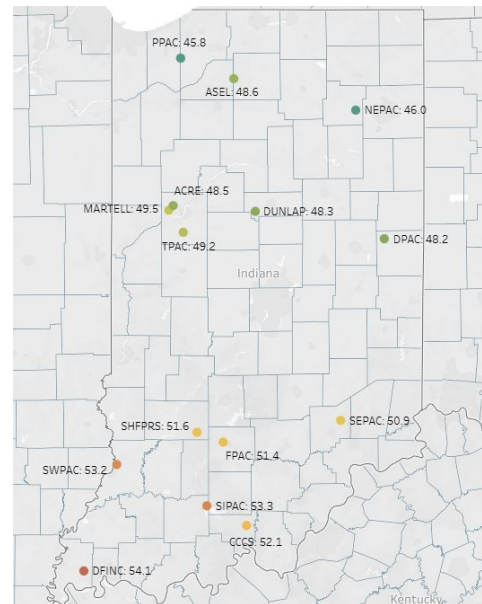 PPAC: 45.8
ASEL: 48.6
NEPAC: 46.0
ACRE: 48.5
MARTELL: 49.5
DUNLAP: 48.3
TPAC: 49.2
DPAC: 48.2
Indiana
SHFPRS: 51.6
SEPAC: 50.9
FPAC: 51.4
SWPAC: 53.2
SIPAC: 53.3
CCCS: 52.1
DFINC: 54.1
Kentucky